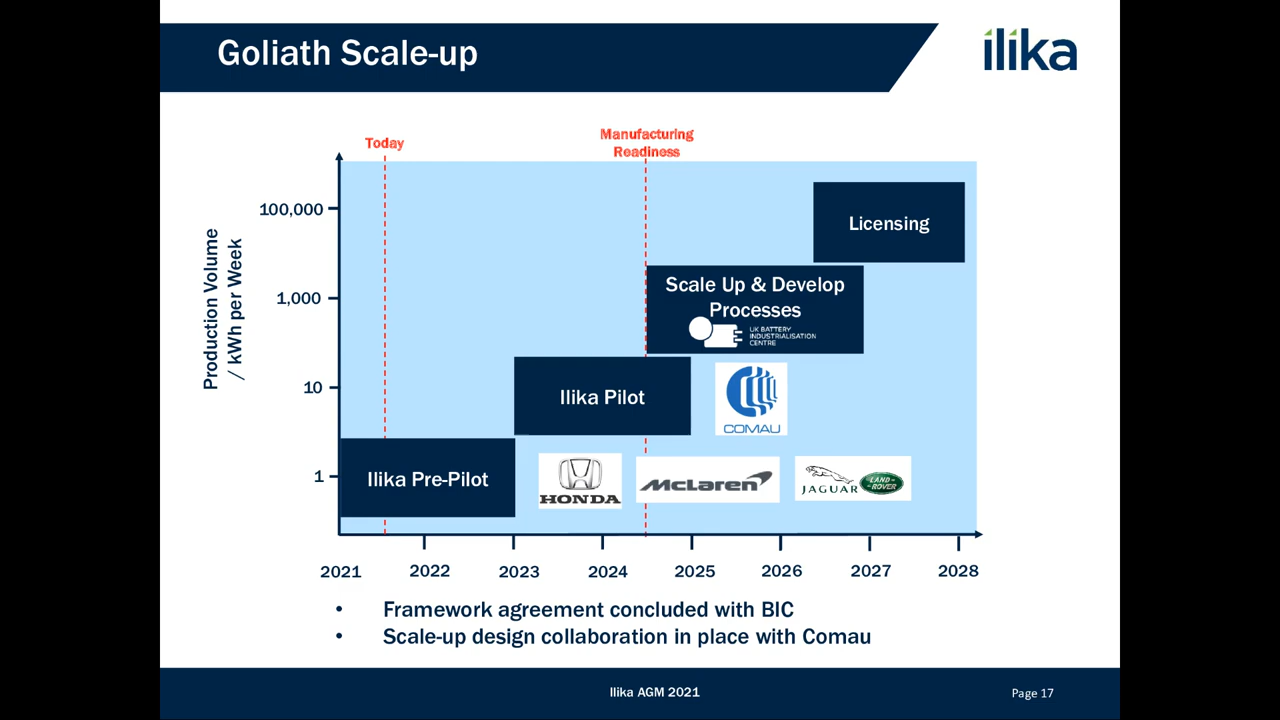 Goliath Scale-up
ilika
Today
Manufacturing
Readiness
Production Volume
/ kWh per Week
100,000
1,000
10
1
Licensing
Scale Up & Develop
Processes
UK BATTERY
INDUSTRIALISATION
CENTRE
Ilika Pilot
COMAU
Ilika Pre-Pilot
HONDA
McLaren
JAGUAR
LAND-
ROVER
2021
2022
2023
2024
2025
2026
2027
2028
• Framework agreement concluded with BIC
• Scale-up design collaboration in place with Comau
Ilika AGM 2021
Page 17